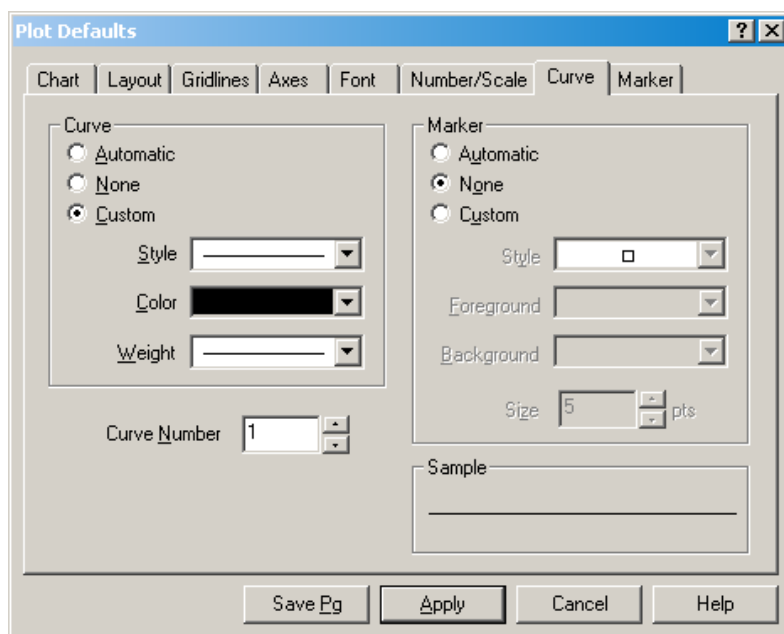 Plot Defaults
Chart Layout Gridlines Axes Font Number/Scale Curve Marker
Curve
Automatic
None
Custom
Style
Color
Weight
Curve Number 1
Marker
Automatic
None
Custom
Style
Foreground
Background
Size 5 pts
Sample
Save Pg Apply Cancel Help